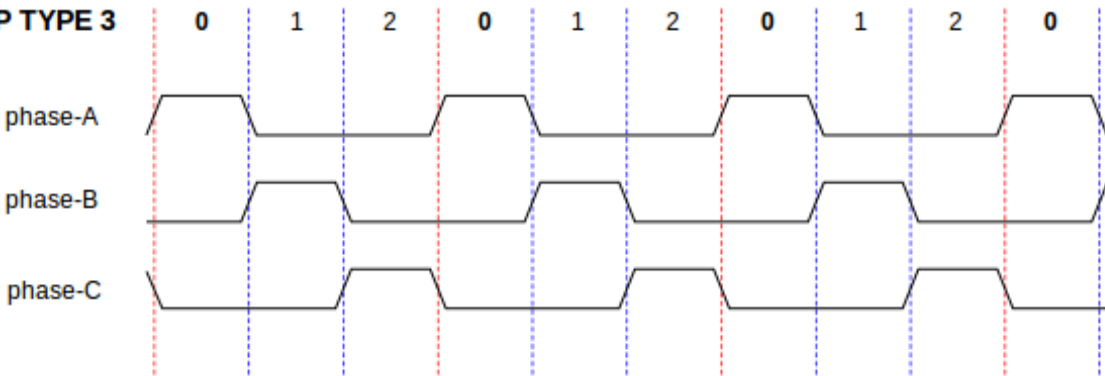 P TYPE 3 0 1 2 0 1 2 0 1 2 0
phase-A
phase-B
phase-C